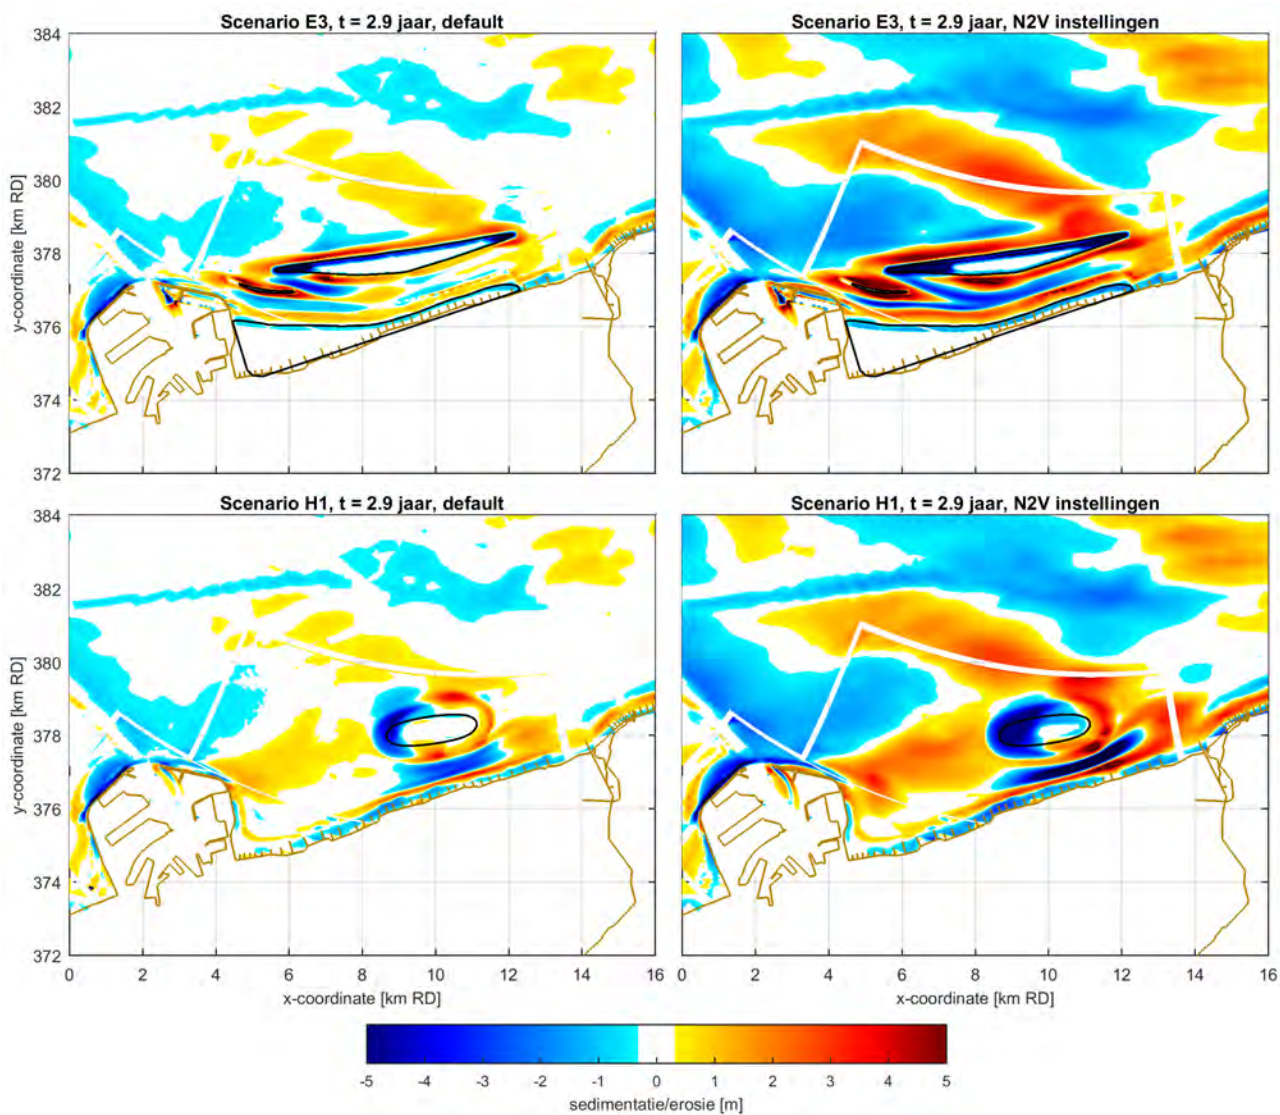 Scenario E3, t = 2.9 jaar, default
Scenario E3, t = 2.9 jaar, N2V instellingen
y-coordinate [km RD]
384
382
380
378
376
374
372
Scenario H1, t = 2.9 jaar, default
Scenario H1, t = 2.9 jaar, N2V instellingen
y-coordinate [km RD]
384
382
380
378
376
374
372
0 2 4 6 8 10 12 14 16
0 2 4 6 8 10 12 14 16
x-coordinate [km RD]
x-coordinate [km RD]
-5 -4 -3 -2 -1 0 1 2 3 4 5
sedimentatie/erosie [m]